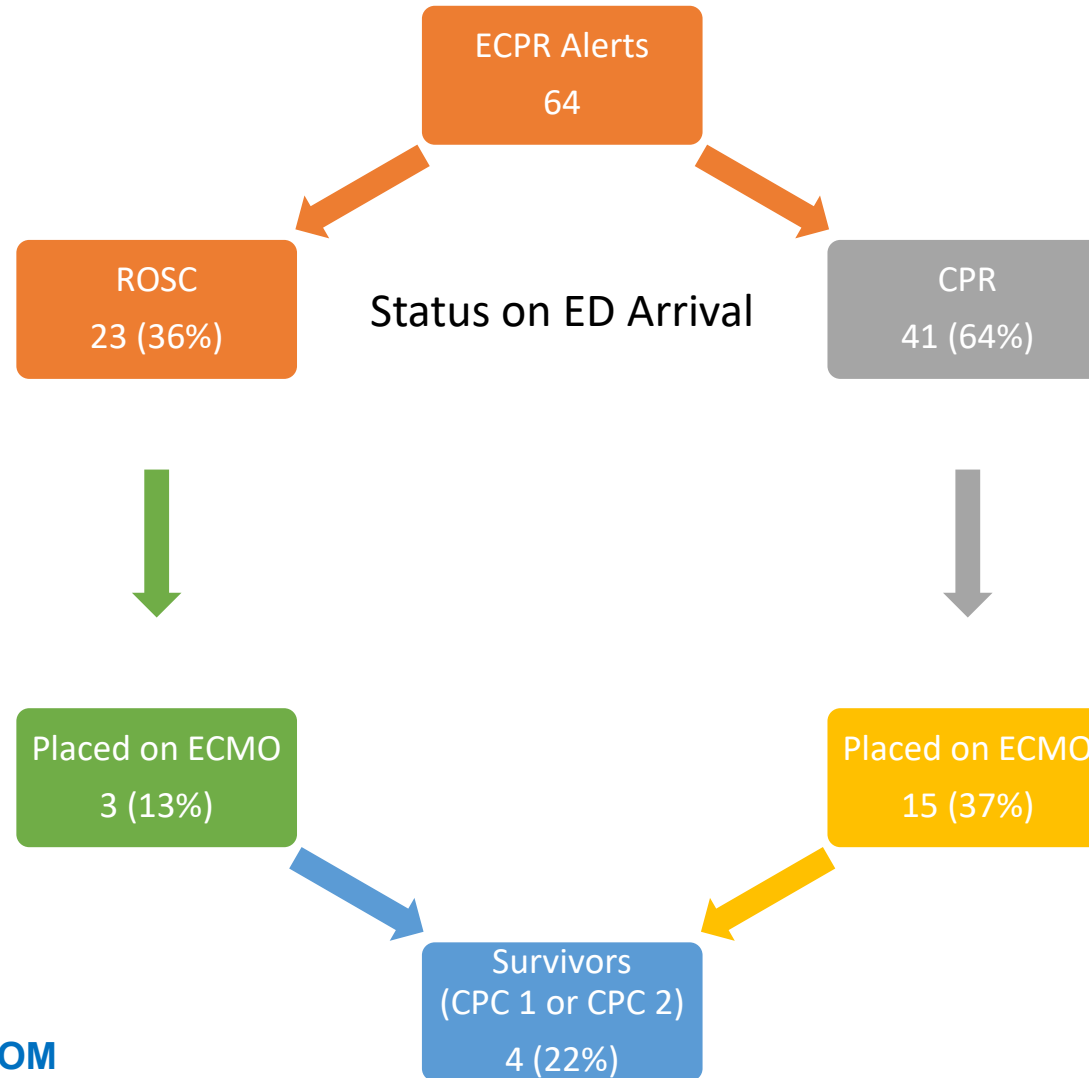 ECPR Alerts
64
ROSC
23 (36%)
Status on ED Arrival
CPR
41 (64%)
Placed on ECMO
3 (13%)
Placed on ECMO
15 (37%)
Survivors
(CPC 1 or CPC 2)
4 (22%)
OM